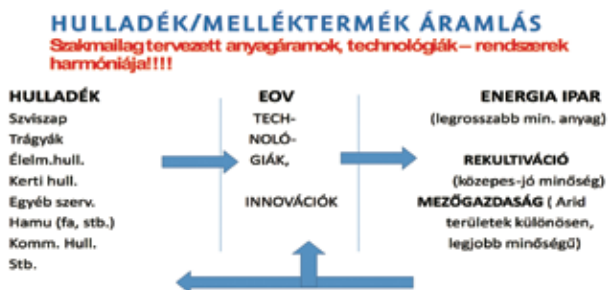 HULLADÉK/MELLÉKTERMÉK ÁRAMLÁS
Szakmailag tervezett anyagáramok, technológiák – rendszerek
harmóniája!!!!
HULLADÉK
Szviszap
Trágyák
Élelm.hull.
Kerti hull.
Egyéb szerv.
Hamu (fa, stb.)
Komm. Hull.
Stb.
EOV
TECH-
NOLÓ-
GIÁK,
INNOVÁCIÓK
ENERGIA IPAR
(legrosszabb min. anyag)
REKULTIVÁCIÓ
(közepes-jó minőség)
MEZŐGAZDASÁG ( Arid
területek különösen,
legjobb minőségű)